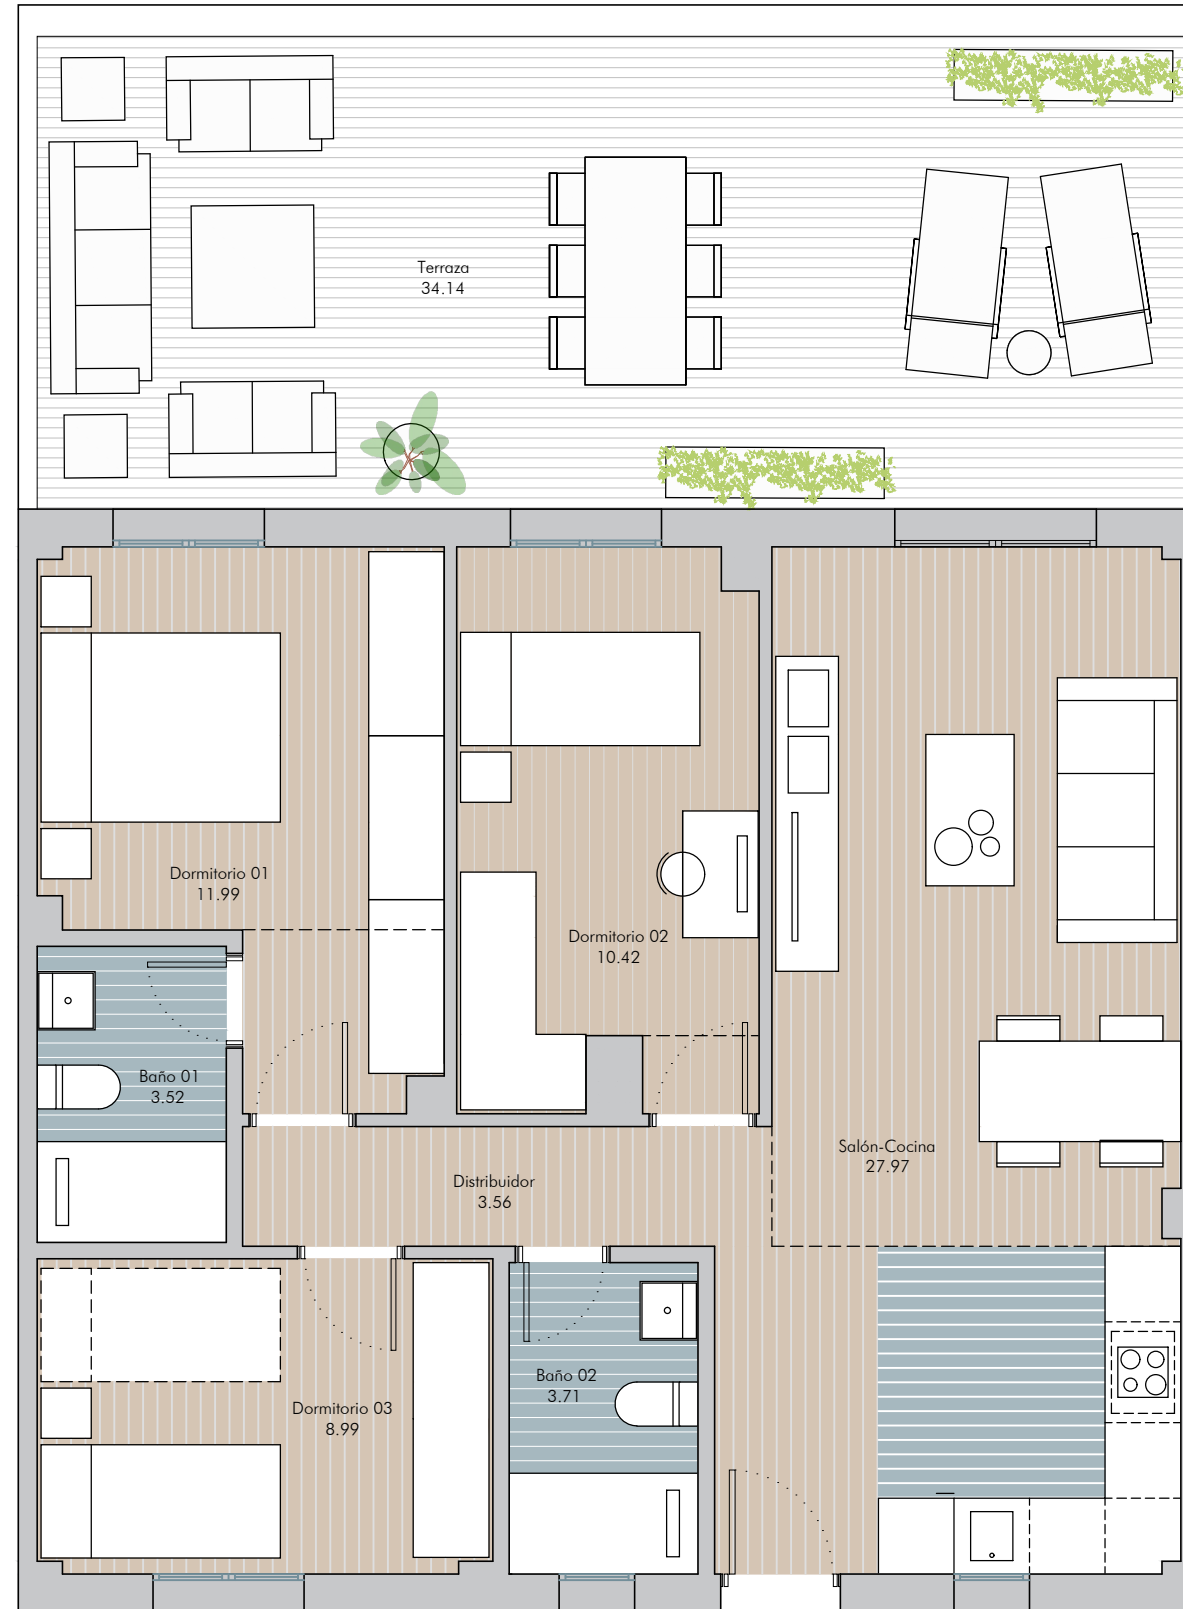 Terraza
34.14
Dormitorio 01
11.99
Dormitorio 02
10.42
Baño 01
3.52
Salón-Cocina
27.97
Distribuidor
3.56
Baño 02
3.71
Dormitorio 03
8.99